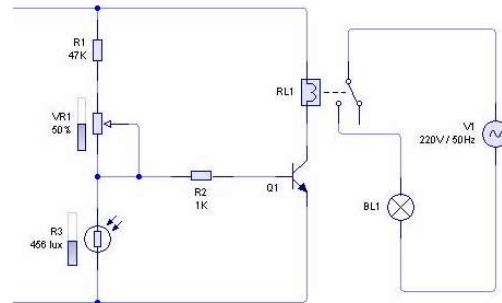 R1
47K
VR1
50%
R3
456 lux
R2
1K
Q1
RL1
V1
220V / 50Hz
BL1